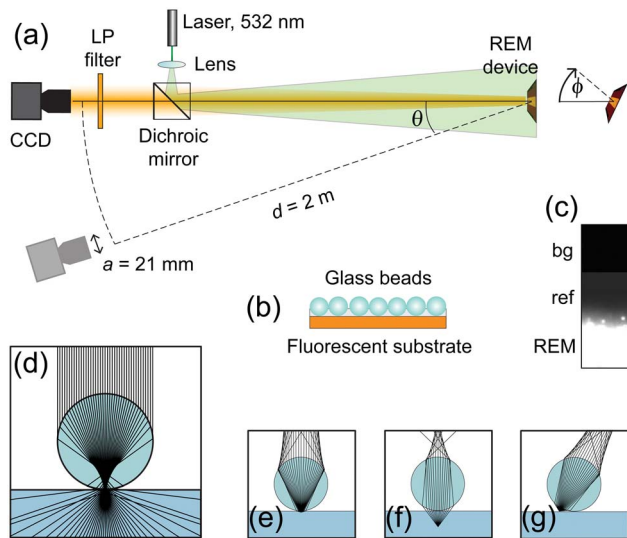 (a)
Laser, 532 nm
LP
filter
Lens
REM
device
ϕ
CCD
Dichroic
mirror
θ
d = 2 m
a = 21 mm
(c)
bg
ref
REM
(b)
Glass beads
Fluorescent substrate
(d)
(e)
(f)
(g)